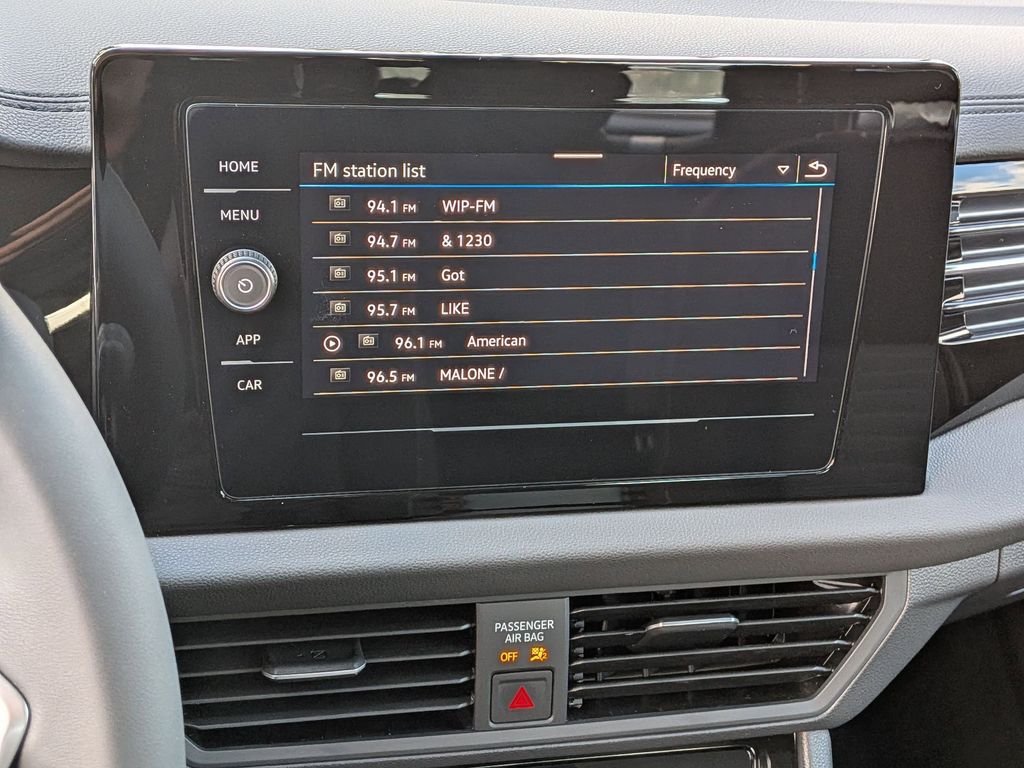 HOME
MENU
APP
CAR
FM station list Frequency
94.1 FM WIP-FM
94.7 FM & 1230
95.1 FM Got
95.7 FM LIKE
96.1 FM American
96.5 FM MALONE /
PASSENGER
AIR BAG
OFF